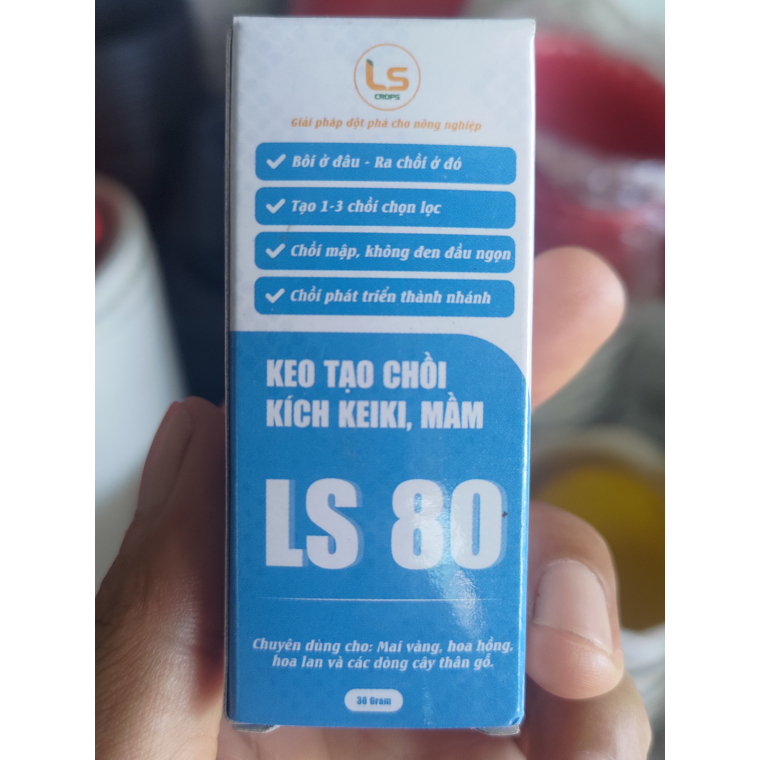 LS
CROPS
Giải pháp đột phá cho nông nghiệp
Bôi ở đâu - Ra chồi ở đó
Tạo 1-3 chồi chọn lọc
Chồi mập, không đen đầu ngọn
Chồi phát triển thành nhánh
KEO TẠO CHỒI
KÍCH KEIKI, MẦM
LS 80
Chuyên dùng cho: Mai vàng, hoa hồng,
hoa lan và các dòng cây thân gỗ.
30 Gram